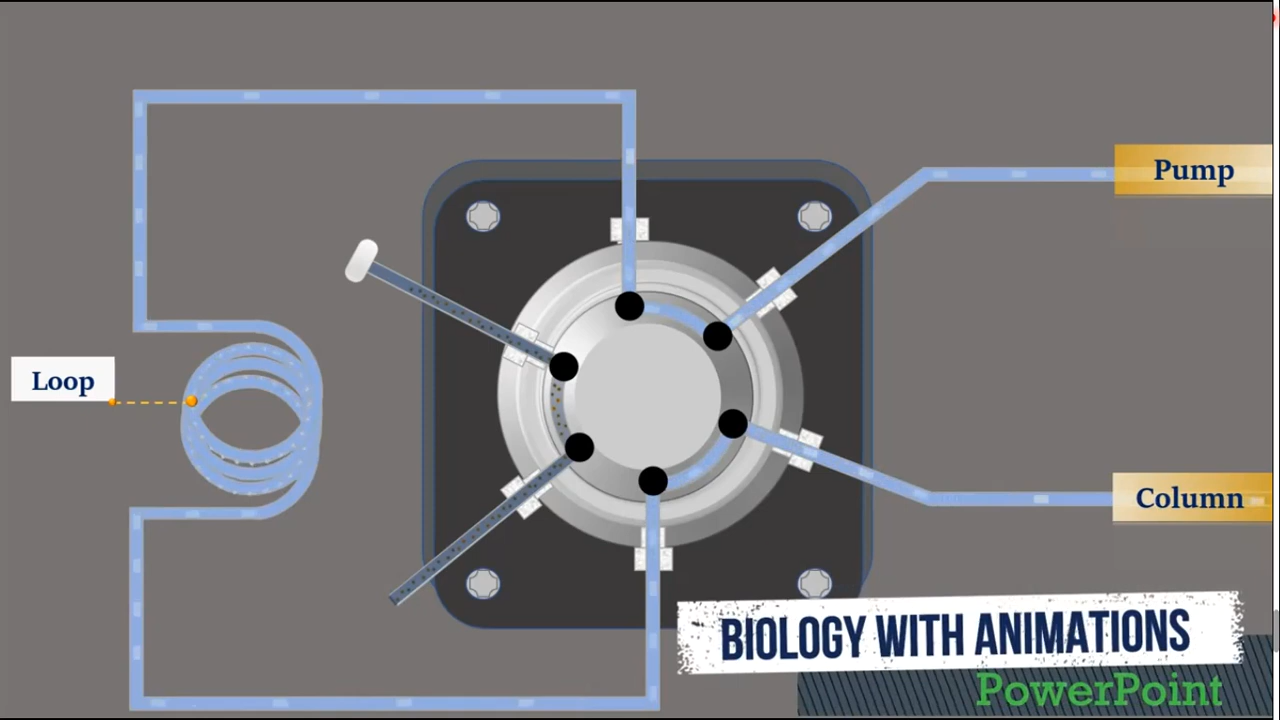 Pump
Loop
Column
BIOLOGY WITH ANIMATIONS
PowerPoint